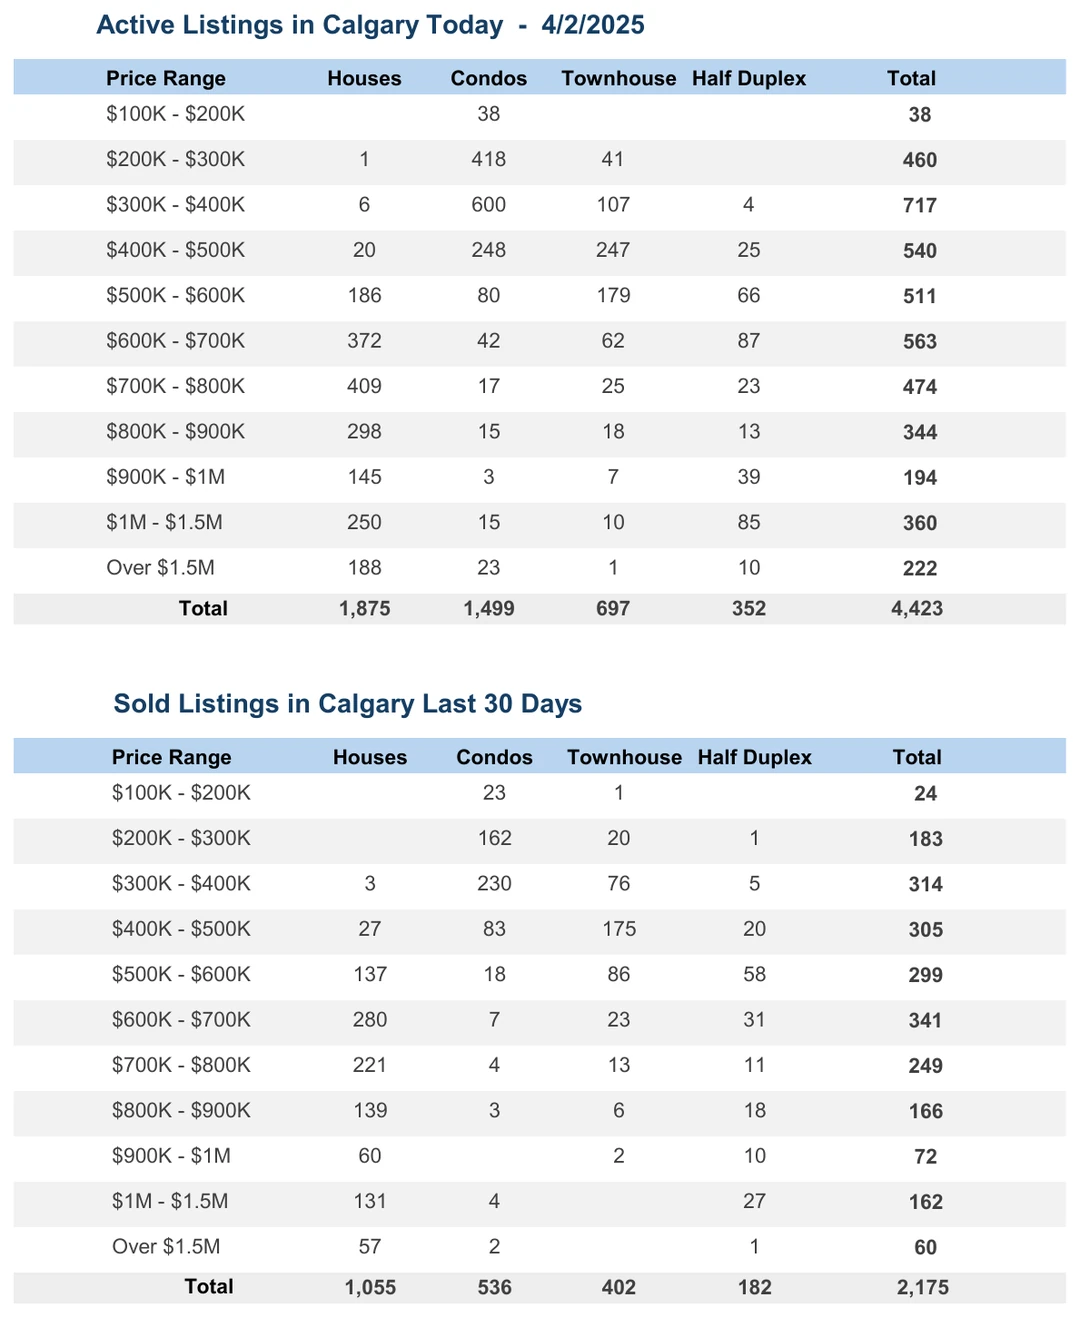 Active Listings in Calgary Today - 4/2/2025
Price Range Houses Condos Townhouse Half Duplex Total
$100K - $200K 38 38
$200K - $300K 1 418 41 460
$300K - $400K 6 600 107 4 717
$400K - $500K 20 248 247 25 540
$500K - $600K 186 80 179 66 511
$600K - $700K 372 42 62 87 563
$700K - $800K 409 17 25 23 474
$800K - $900K 298 15 18 13 344
$900K - $1M 145 3 7 39 194
$1M - $1.5M 250 15 10 85 360
Over $1.5M 188 23 1 10 222
Total 1,875 1,499 697 352 4,423
Sold Listings in Calgary Last 30 Days
Price Range Houses Condos Townhouse Half Duplex Total
$100K - $200K 23 1 24
$200K - $300K 162 20 1 183
$300K - $400K 3 230 76 5 314
$400K - $500K 27 83 175 20 305
$500K - $600K 137 18 86 58 299
$600K - $700K 280 7 23 31 341
$700K - $800K 221 4 13 11 249
$800K - $900K 139 3 6 18 166
$900K - $1M 60 2 10 72
$1M - $1.5M 131 4 27 162
Over $1.5M 57 2 1 60
Total 1,055 536 402 182 2,175